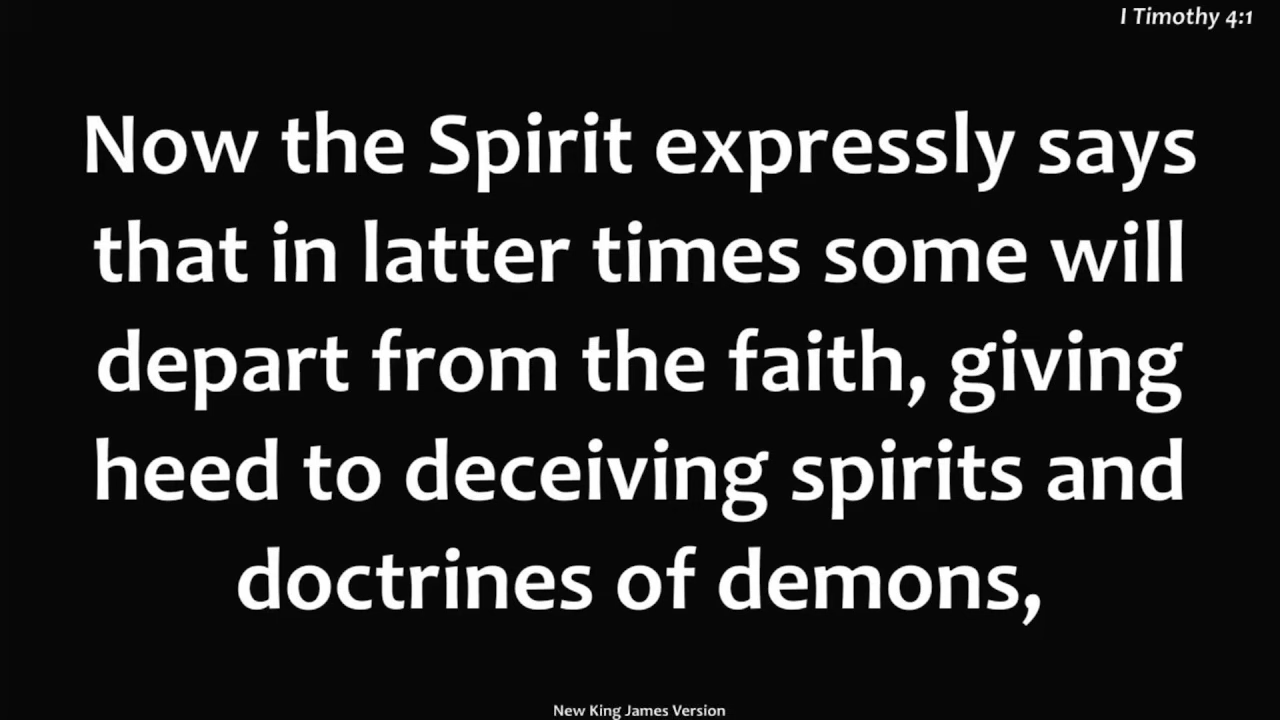 I Timothy 4:1
Now the Spirit expressly says
that in latter times some will
depart from the faith, giving
heed to deceiving spirits and
doctrines of demons,
New King James Version